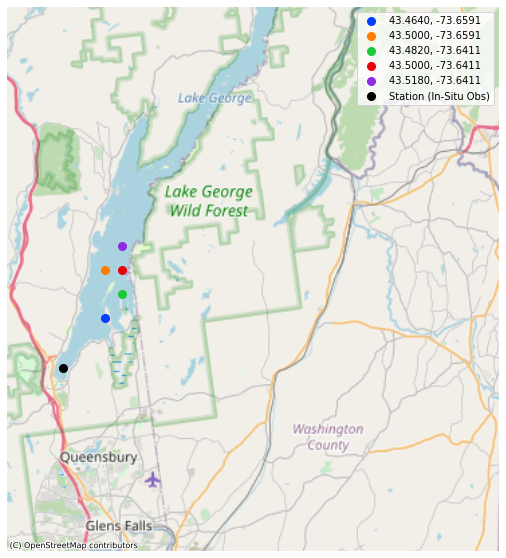 43.4640, -73.6591
43.5000, -73.6591
43.4820, -73.6411
43.5000, -73.6411
43.5180, -73.6411
Station (In-Situ Obs)
Lake George
Lake George
Wild Forest
Washington
County
Queensbury
Glens Falls
(C) OpenStreetMap contributors